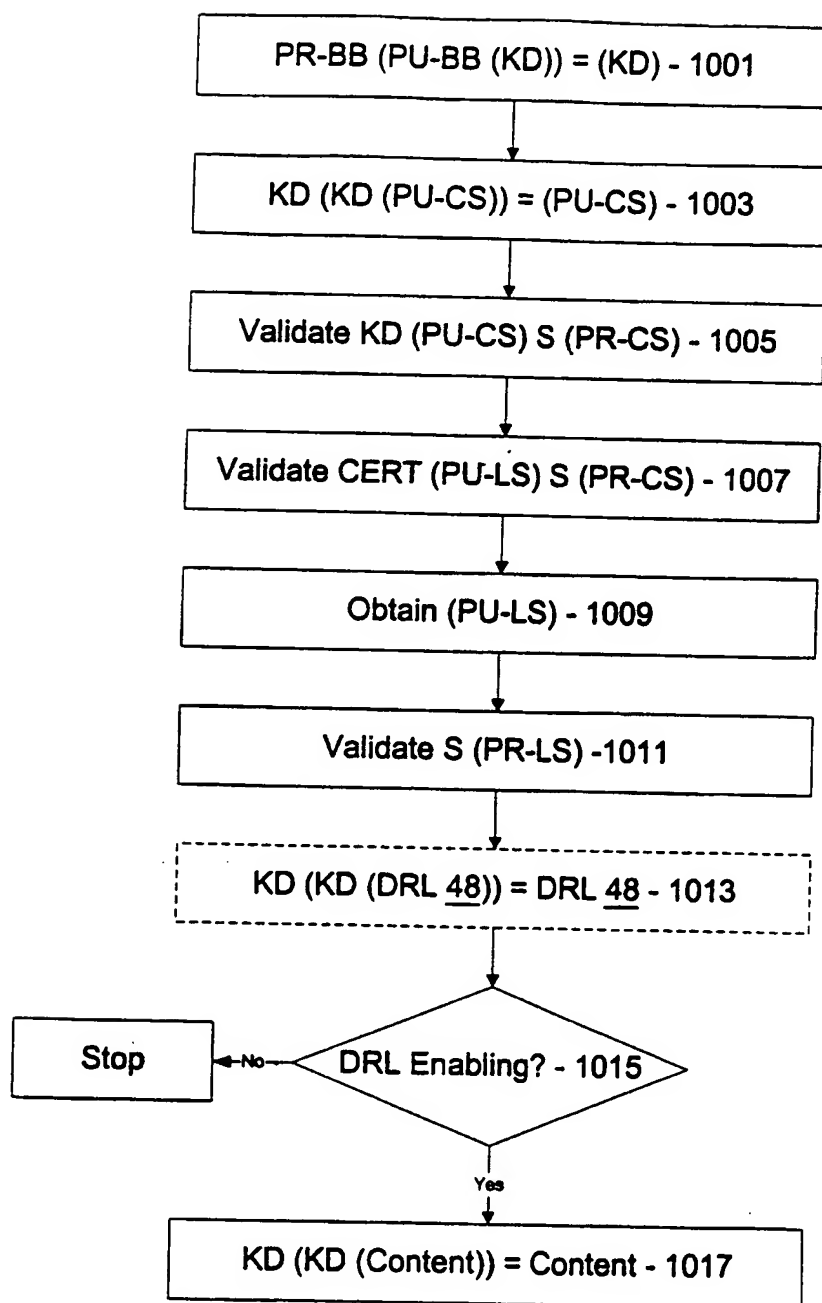 PR-BB (PU-BB (KD)) = (KD) - 1001
KD (KD (PU-CS)) = (PU-CS) - 1003
Validate KD (PU-CS) S (PR-CS) - 1005
Validate CERT (PU-LS) S (PR-CS) - 1007
Obtain (PU-LS) - 1009
Validate S (PR-LS) -1011
KD (KD (DRL 48)) = DRL 48 - 1013
DRL Enabling? - 1015
No
Stop
Yes
KD (KD (Content)) = Content - 1017